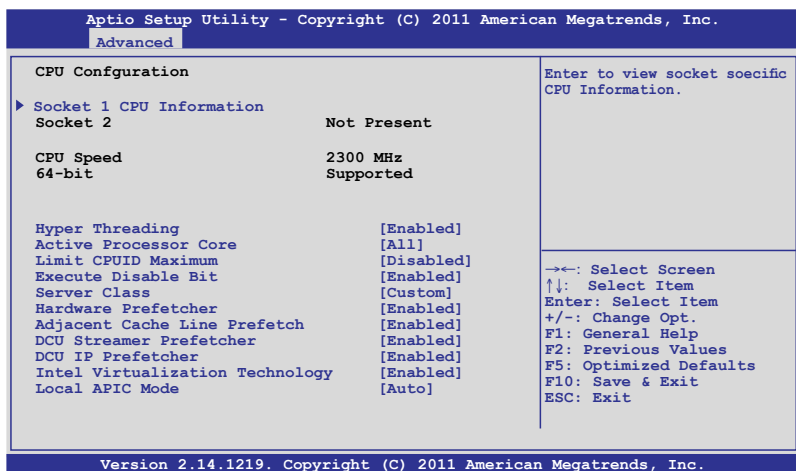 Aptio Setup Utility - Copyright (C) 2011 American Megatrends, Inc.
Advanced
CPU Confguration
Enter to view socket soecific
CPU Information.
Socket 1 CPU Information
Socket 2 Not Present
CPU Speed 2300 MHz
64-bit Supported
Hyper Threading [Enabled]
Active Processor Core [All]
Limit CPUID Maximum [Disabled]
Execute Disable Bit [Enabled]
Server Class [Custom]
Hardware Prefetcher [Enabled]
Adjacent Cache Line Prefetch [Enabled]
DCU Streamer Prefetcher [Enabled]
DCU IP Prefetcher [Enabled]
Intel Virtualization Technology [Enabled]
Local APIC Mode [Auto]
→←: Select Screen
↑↓: Select Item
Enter: Select Item
+/-: Change Opt.
F1: General Help
F2: Previous Values
F5: Optimized Defaults
F10: Save & Exit
ESC: Exit
Version 2.14.1219. Copyright (C) 2011 American Megatrends, Inc.